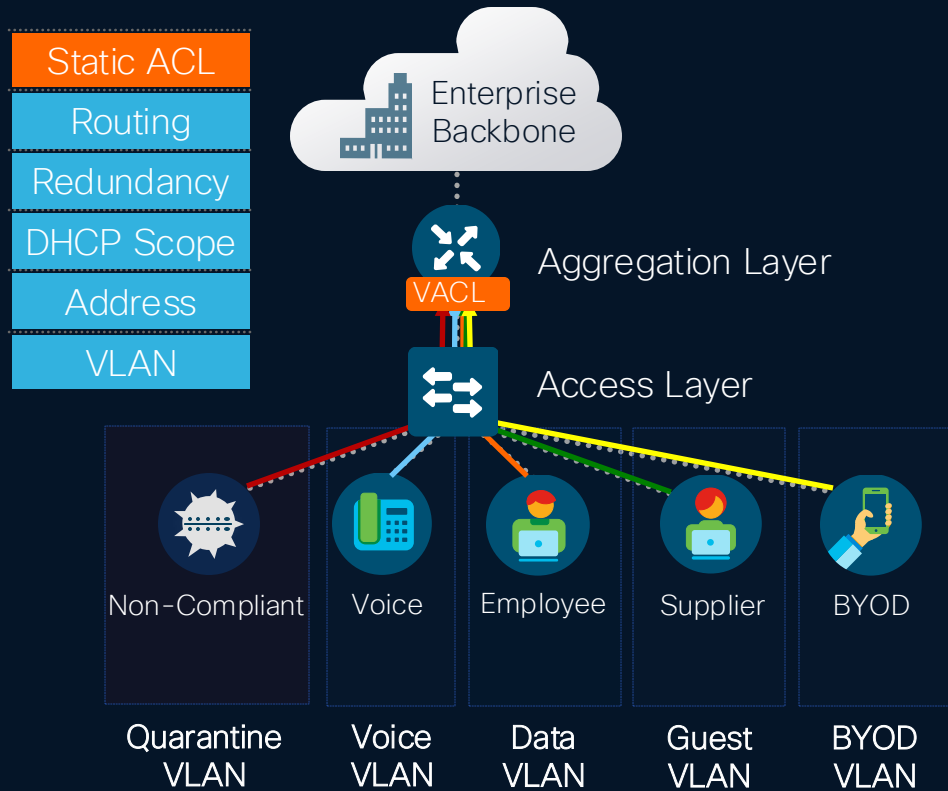 Static ACL
Routing
Redundancy
DHCP Scope
Address
VLAN
Enterprise
Backbone
Aggregation Layer
VACL
Access Layer
Non-Compliant
Voice
Employee
Supplier
BYOD
Quarantine
VLAN
Voice
VLAN
Data
VLAN
Guest
VLAN
BYOD
VLAN